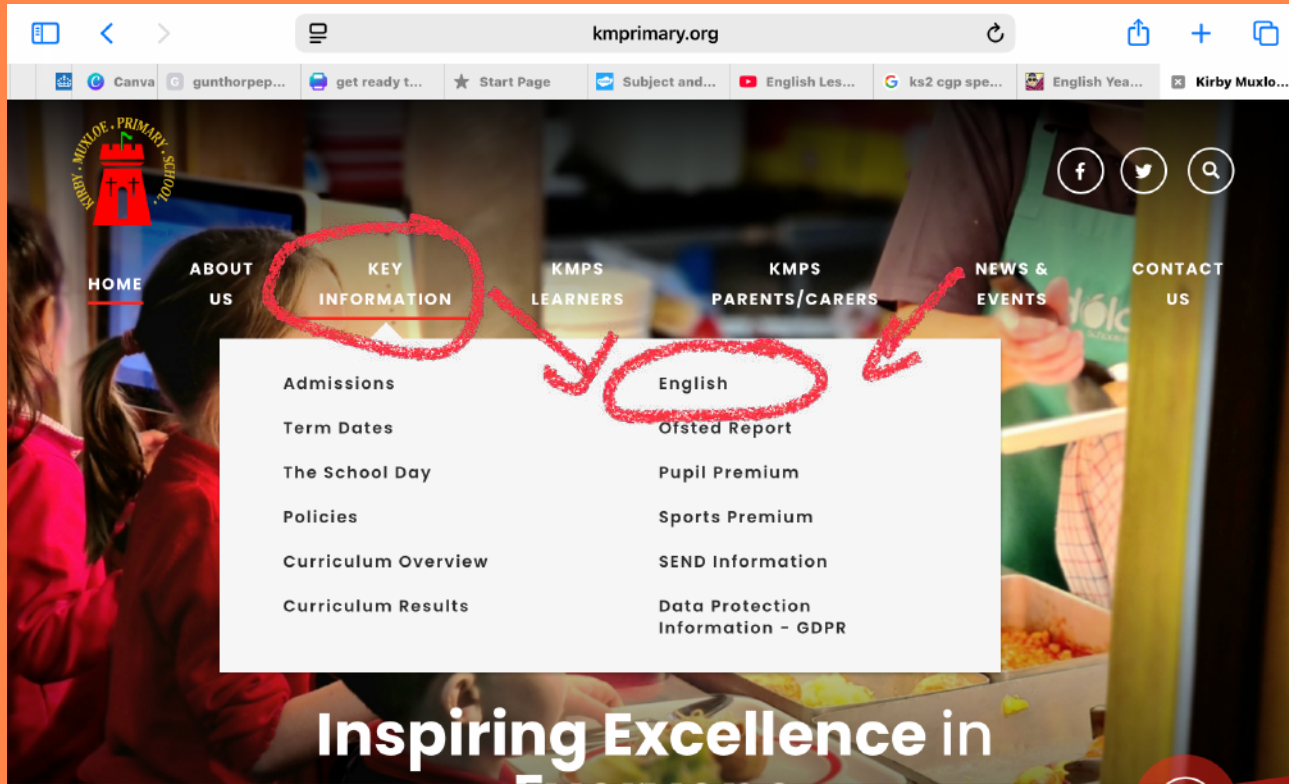 kmprimary.org
Canva
G gunthorpep...
get ready t...
Start Page
Subject and...
English Les...
G ks2 cgp spe...
English Yea...
Kirby Muxlo...
KIRBY . MUXLOE . PRIMARY . SCHOOL .
HOME
ABOUT
US
KEY
INFORMATION
KMPS
LEARNERS
KMPS
PARENTS/CARERS
NEWS &
EVENTS
CONTACT
US
Admissions
Term Dates
The School Day
Policies
Curriculum Overview
Curriculum Results
English
Ofsted Report
Pupil Premium
Sports Premium
SEND Information
Data Protection
Information - GDPR
Inspiring Excellence in